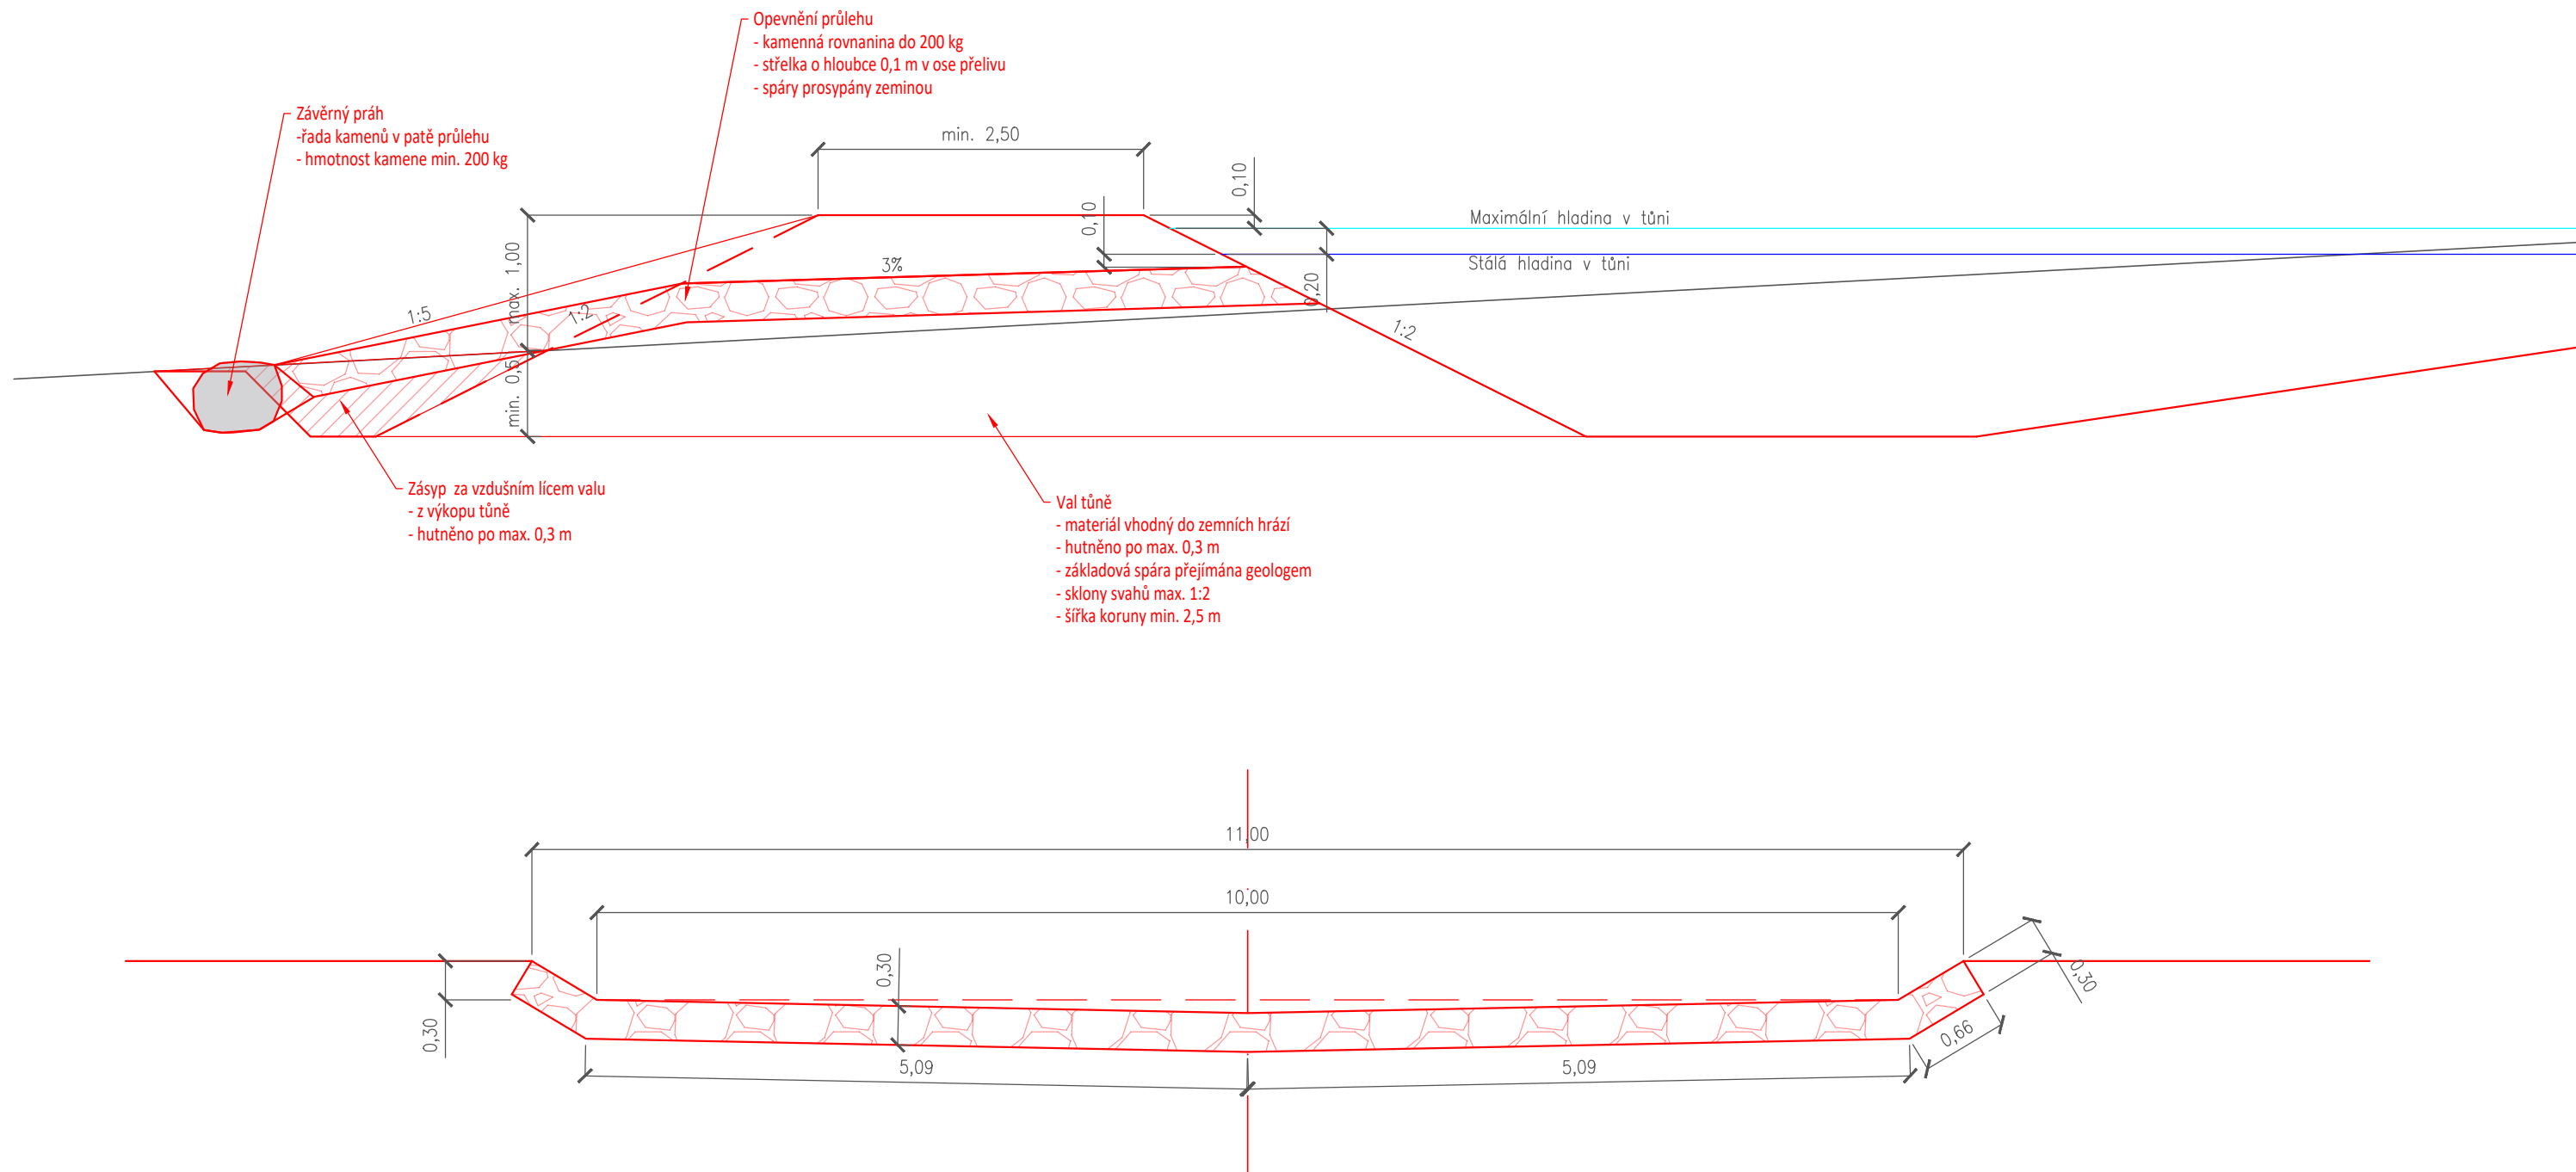 Opevnění průlehu
- kamenná rovnanina do 200 kg
- střelka o hloubce 0,1 m v ose přelivu
- spáry prosypány zeminou
Závěrný práh
-řada kamenů v patě průlehu
- hmotnost kamene min. 200 kg
min. 2,50
0,10
0,10
Maximální hladina v tůni
Stálá hladina v tůni
0,20
max. 1,00
3%
1:5
1:2
1:2
min. 0,5
Zásyp za vzdušním lícem valu
- z výkopu tůně
- hutněno po max. 0,3 m
Val tůně
- materiál vhodný do zemních hrází
- hutněno po max. 0,3 m
- základová spára přejímána geologem
- sklony svahů max. 1:2
- šířka koruny min. 2,5 m
11,00
10,00
0,30
0,30
0,30
0,66
5,09
5,09